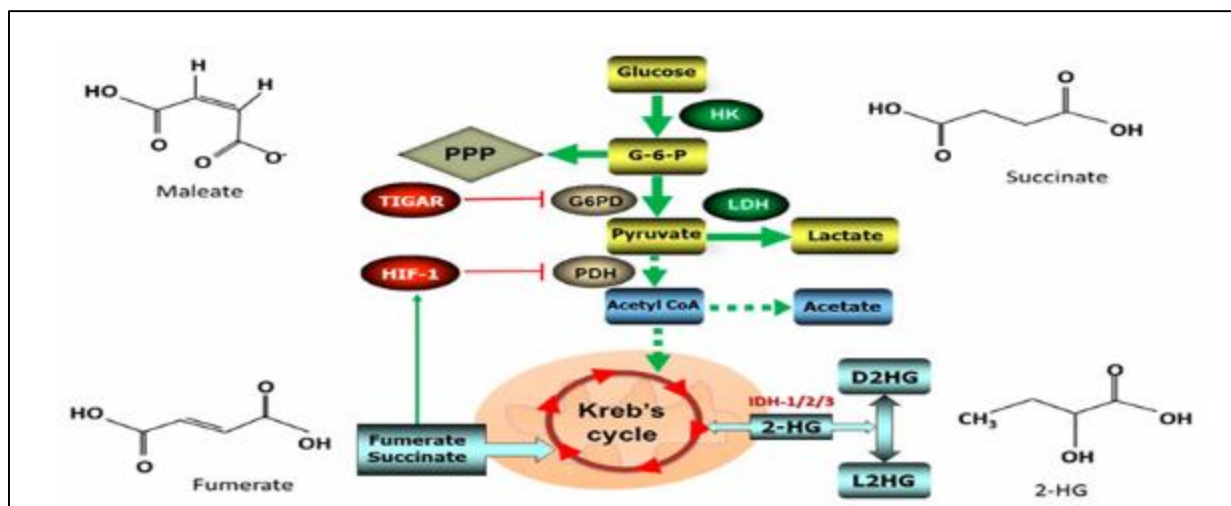 H
H
HO
O
O
O-
Maleate
Glucose
HK
PPP
G-6-P
TIGAR
G6PD
LDH
Pyruvate
Lactate
HIF-1
PDH
Acetyl CoA
Acetate
O
HO
OH
O
Succinate
O
HO
OH
O
Fumerate
Fumerate
Succinate
Kreb's
cycle
IDH-1/2/3
2-HG
D2HG
L2HG
O
CH3
OH
OH
2-HG